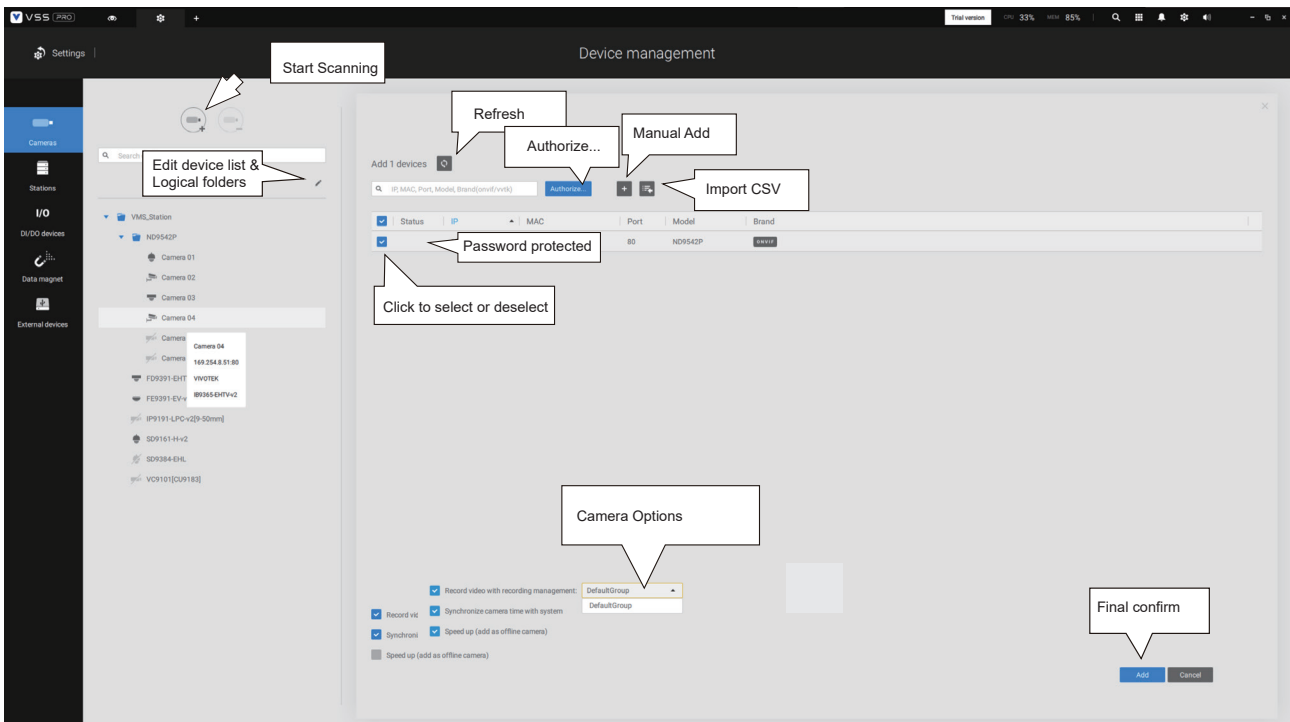 VSS PRO
Trial version
CPU 33%
MEM 85%
Settings
Device management
Start Scanning
Cameras
Stations
I/O
DI/DO devices
Data magnet
External devices
Search
Edit device list &
Logical folders
VMS_Station
ND9542P
Camera 01
Camera 02
Camera 03
Camera 04
Camera
Camera
Camera 04
169.254.8.51:80
VIVOTEK
IB9365-EHTV-v2
FD9391-EHT
FE9391-EV-v
IP9191-LPC-v2[9-50mm]
SD9161-H-v2
SD9384-EHL
VC9101[CU9183]
Refresh
Authorize...
Manual Add
Import CSV
Add 1 devices
IP, MAC, Port, Model, Brand(onvif/vvtk)
Authorize...
Status IP MAC Port Model Brand
80 ND9542P ONVIF
Password protected
Click to select or deselect
Camera Options
Record video with recording management: DefaultGroup
DefaultGroup
Synchronize camera time with system
Speed up (add as offline camera)
Record vic
Synchroni
Speed up (add as offline camera)
Final confirm
Add Cancel